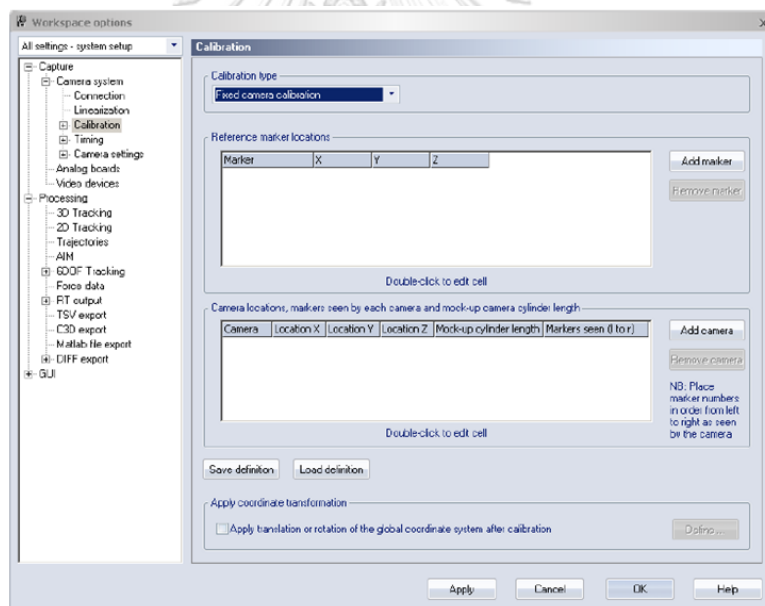 Workspace options
All settings - system setup
Capture
Camera system
Connection
Linearization
Calibration
Timing
Camera settings
Analog boards
Video devices
Processing
3D Tracking
2D Tracking
Trajectories
AIM
6DOF Tracking
Force data
RT output
TSV export
C3D export
Matlab file export
DIFF export
GUI
Calibration
Calibration type
Fixed camera calibration
Reference marker locations
Marker X Y Z
Add marker
Remove marker
Double-click to edit cell
Camera locations, markers seen by each camera and mock-up camera cylinder length
Camera Location X Location Y Location Z Mock-up cylinder length Markers seen (l to r)
Add camera
Remove camera
NB: Place
marker numbers
in order from left
to right as seen
by the camera
Double-click to edit cell
Save definition Load definition
Apply coordinate transformation
Apply translation or rotation of the global coordinate system after calibration
Define...
Apply Cancel OK Help